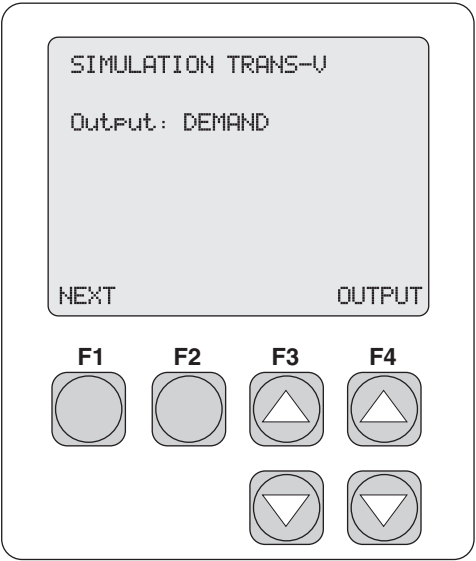 SIMULATION TRANS-V
Output: DEMAND
NEXT OUTPUT
F1 F2 F3 F4